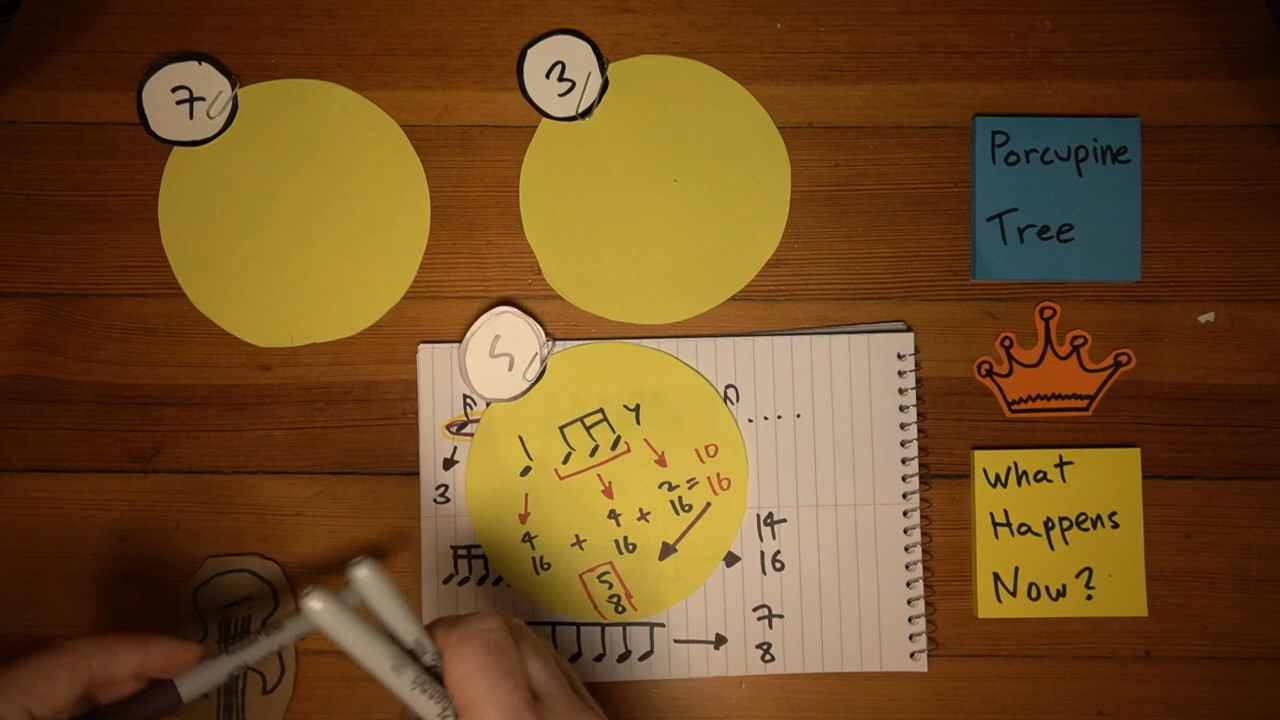 7
3
Porcupine
Tree
5
10
2 = 16
16
4 +
16
4 +
16
5
8
3
14
16
7
8
What
Happens
Now?
Sharpie